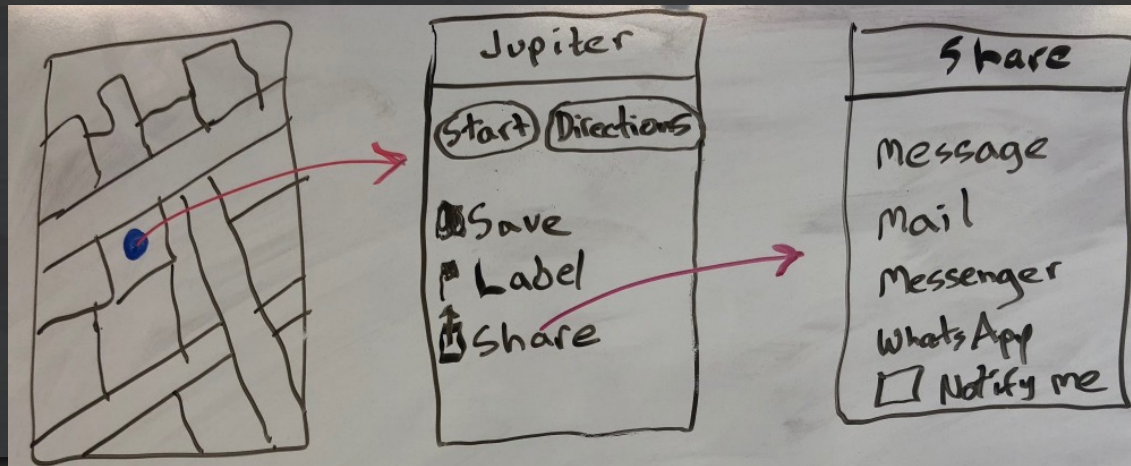 Jupiter
Start Directions
Save
Label
Share
Share
Message
Mail
Messenger
WhatsApp
Notify me